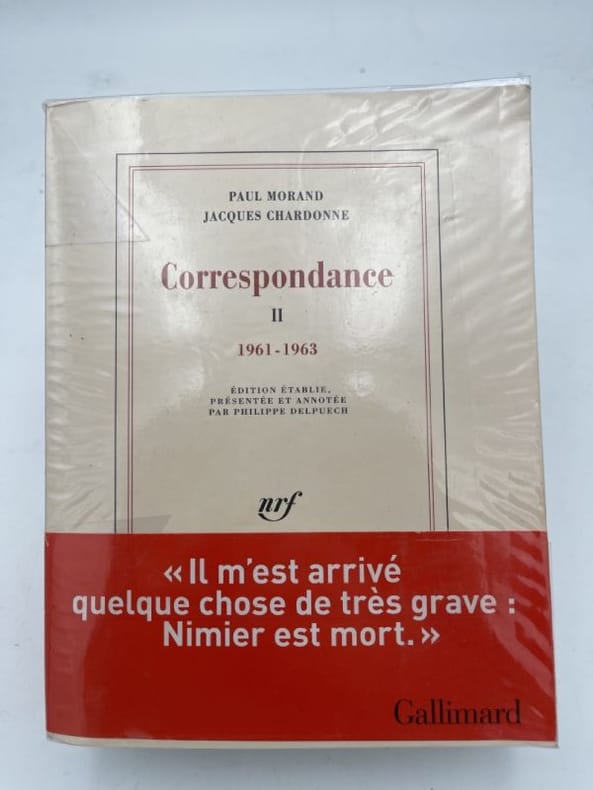 PAUL MORAND
JACQUES CHARDONNE
Correspondance
II
1961-1963
ÉDITION ÉTABLIE,
PRÉSENTÉE ET ANNOTÉE
PAR PHILIPPE DELPUECH
nrf
« Il m'est arrivé
quelque chose de très grave :
Nimier est mort. »
Gallimard